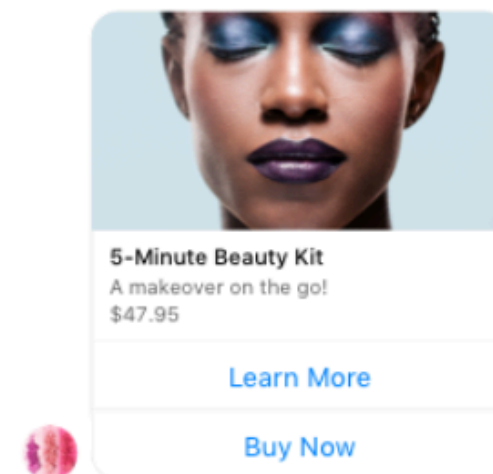 5-Minute Beauty Kit
A makeover on the go!
$47.95
Learn More
Buy Now